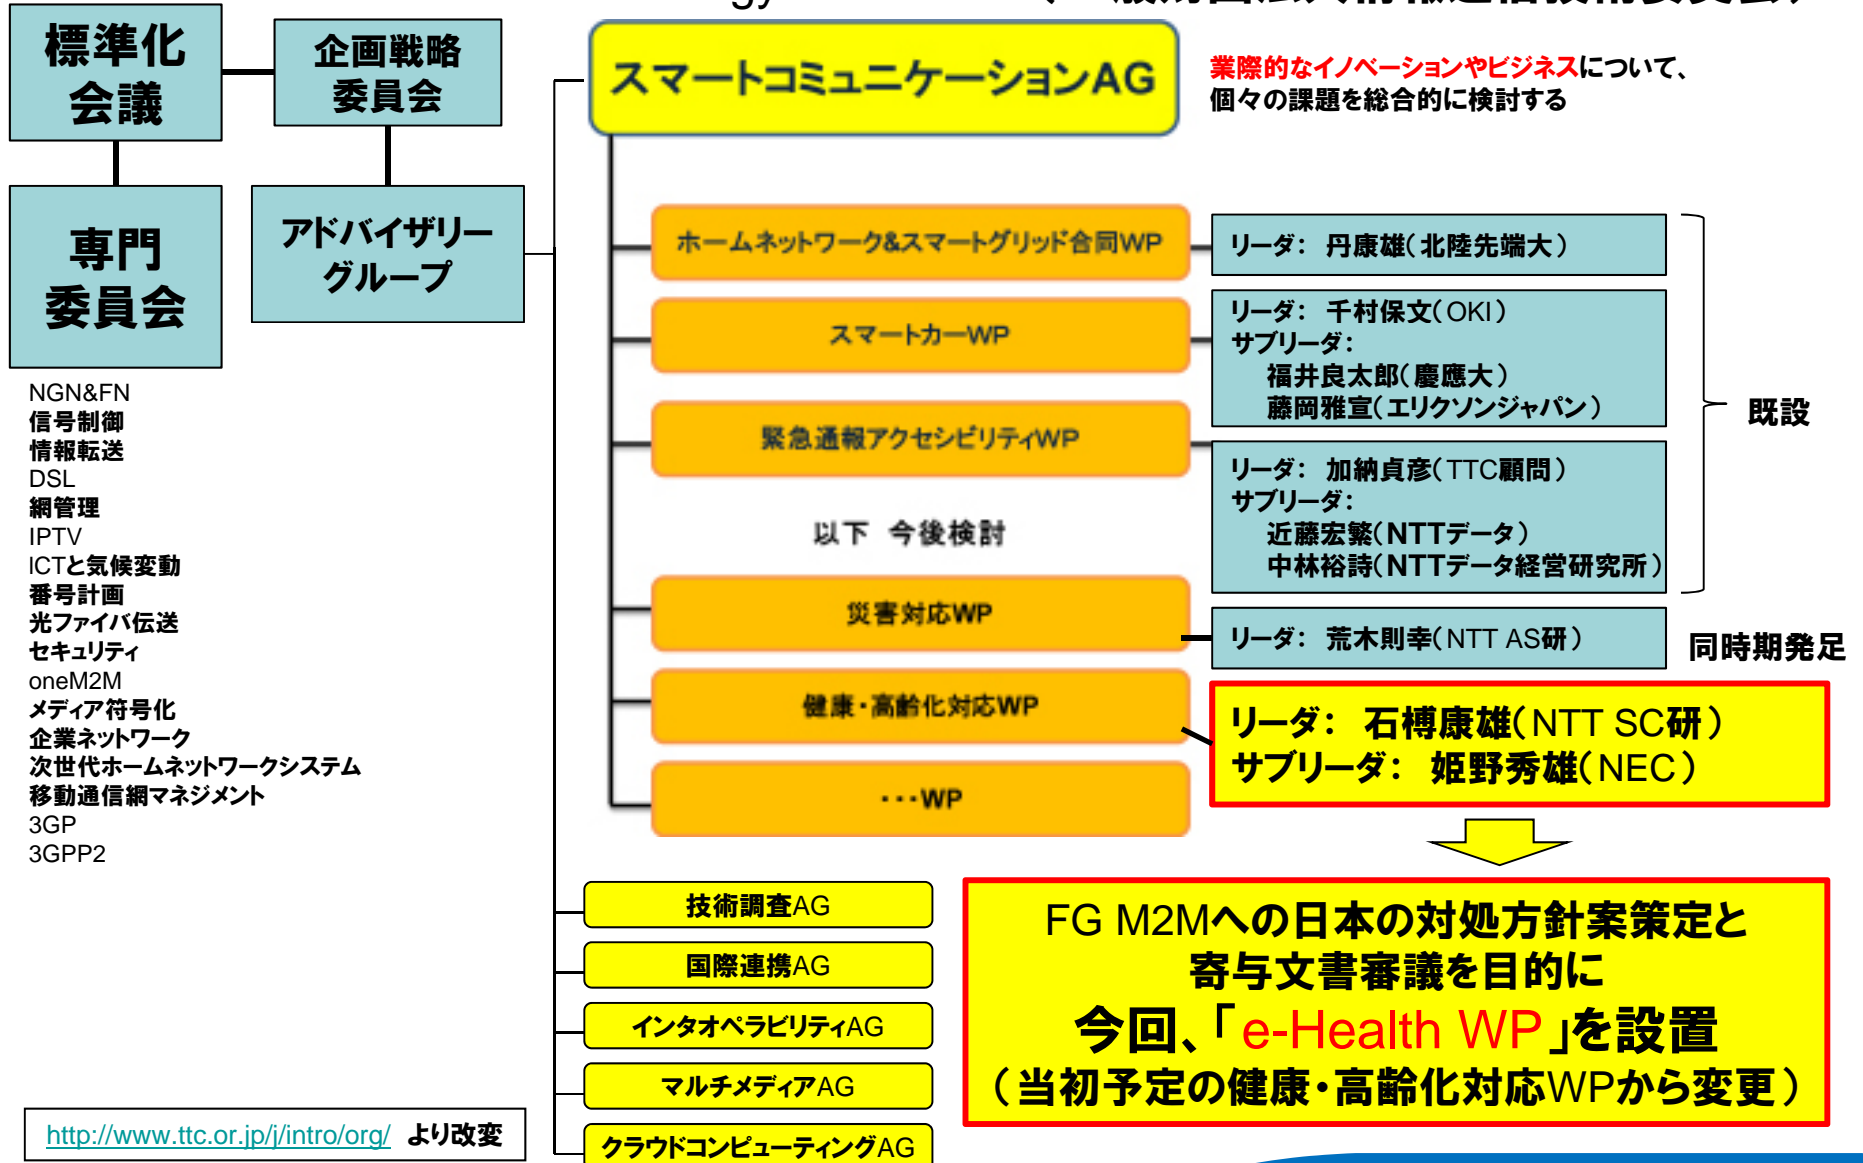 標準化
会議
企画戦略
委員会
スマートコミュニケーションAG
業際的なイノベーションやビジネスについて、
個々の課題を総合的に検討する
専門
委員会
アドバイザリー
グループ
NGN&FN
信号制御
情報転送
DSL
網管理
IPTV
ICTと気候変動
番号計画
光ファイバ伝送
セキュリティ
oneM2M
メディア符号化
企業ネットワーク
次世代ホームネットワークシステム
移動通信網マネジメント
3GP
3GPP2
ホームネットワーク&スマートグリッド合同WP
リーダ： 丹康雄（北陸先端大）
スマートカーWP
リーダ： 千村保文（OKI）
サブリーダ：
福井良太郎（慶應大）
藤岡雅宣（エリクソンジャパン）
緊急通報アクセシビリティWP
リーダ： 加納貞彦（TTC顧問）
サブリーダ：
近藤宏繁（NTTデータ）
中林裕詩（NTTデータ経営研究所）
既設
以下 今後検討
災害対応WP
リーダ： 荒木則幸（NTT AS研）
同時期発足
健康・高齢化対応WP
リーダ： 石榑康雄（NTT SC研）
サブリーダ： 姫野秀雄（NEC）
・・・WP
技術調査AG
国際連携AG
インタオペラビリティAG
マルチメディアAG
クラウドコンピューティングAG
FG M2Mへの日本の対処方針案策定と
寄与文書審議を目的に
今回、「e-Health WP」を設置
（当初予定の健康・高齢化対応WPから変更）
http://www.ttc.or.jp/j/intro/org/ より改変